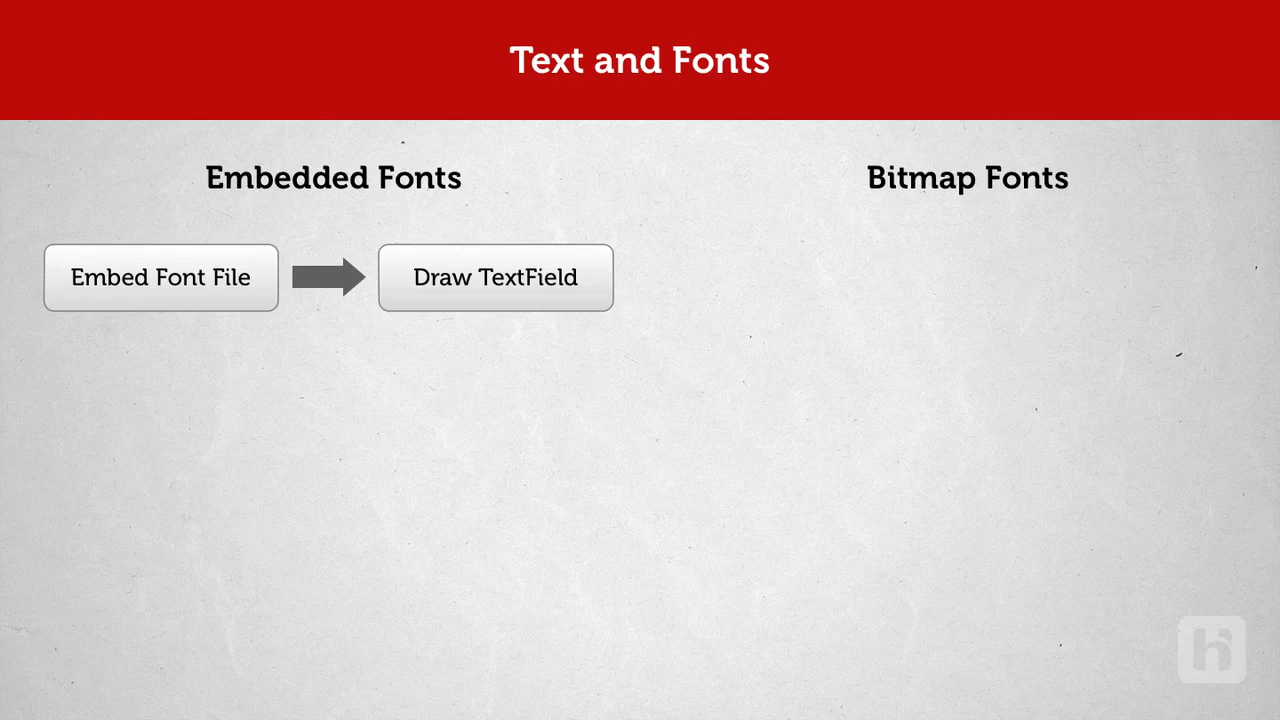 Text and Fonts
Embedded Fonts
Bitmap Fonts
Embed Font File
Draw TextField
h